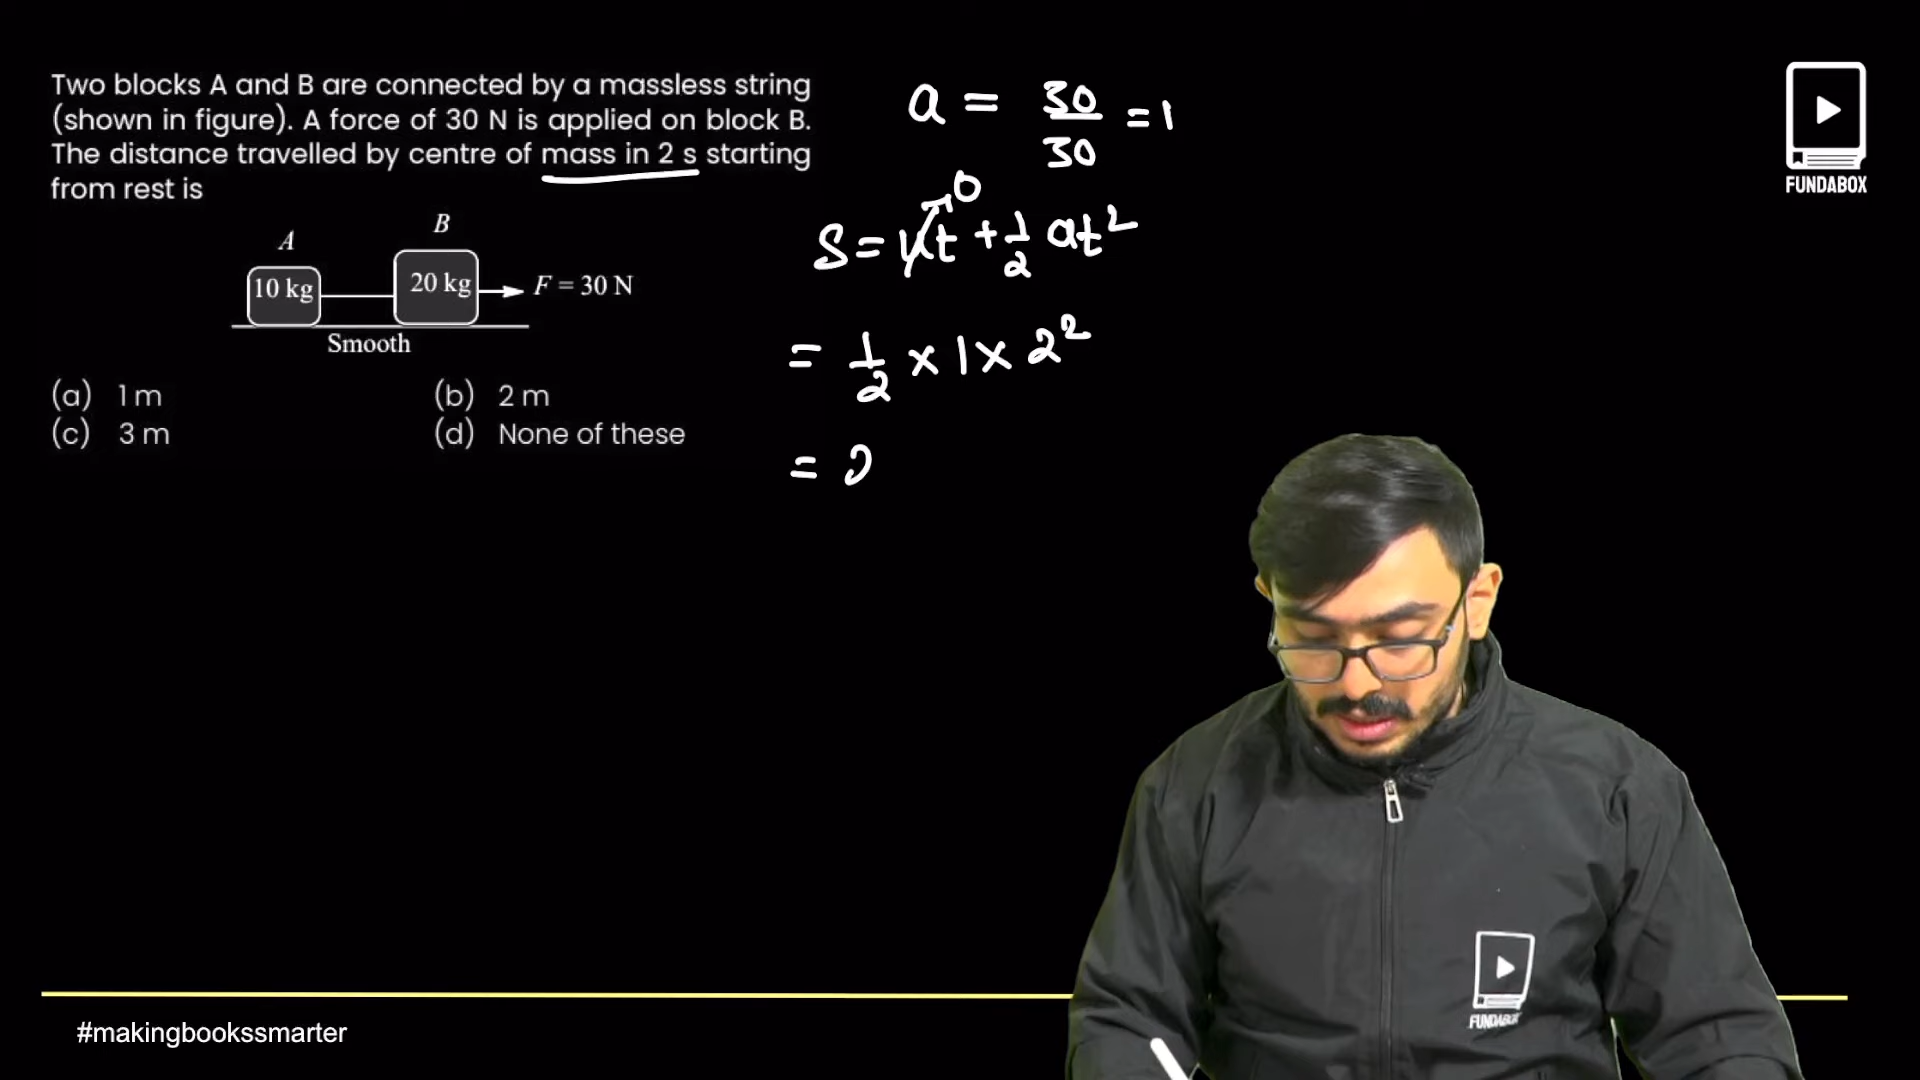 Two blocks A and B are connected by a massless string
(shown in figure). A force of 30 N is applied on block B.
The distance travelled by centre of mass in 2 s starting
from rest is
A
B
10 kg
20 kg
F = 30 N
Smooth
(a) 1 m
(b) 2 m
(c) 3 m
(d) None of these
a = 30/30 = 1
0
S = ut + 1/2 at²
= 1/2 × 1 × 2²
=
FUNDABOX
FUNDABOX
#makingbookssmarter